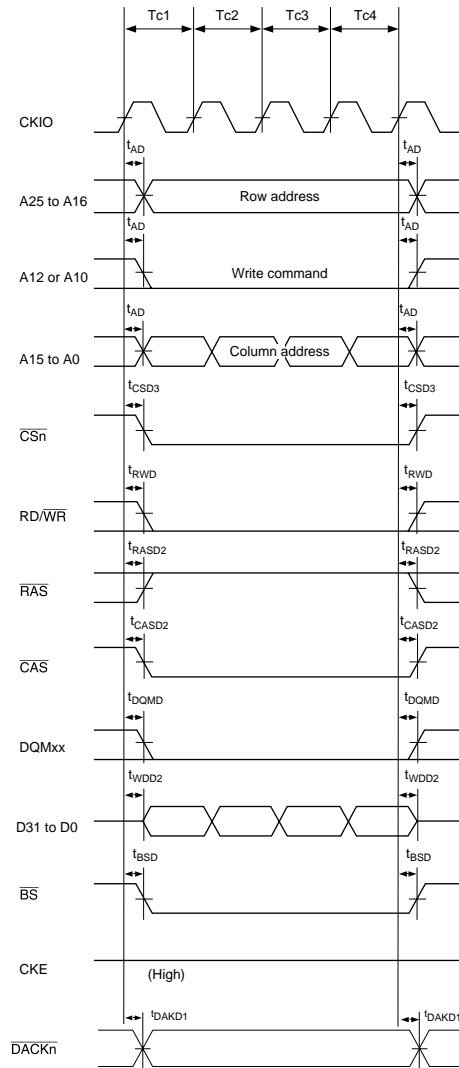 Tc1 Tc2 Tc3 Tc4
CKIO
tAD tAD
A25 to A16 Row address
tAD tAD
A12 or A10 Write command
tAD tAD
A15 to A0 Column address
tCSD3 tCSD3
CSn
tRWD tRWD
RD/WR
tRASD2 tRASD2
RAS
tCASD2 tCASD2
CAS
tDQMD tDQMD
DQMxx
tWDD2 tWDD2
D31 to D0
tBSD tBSD
BS
CKE (High)
tDAKD1 tDAKD1
DACKn